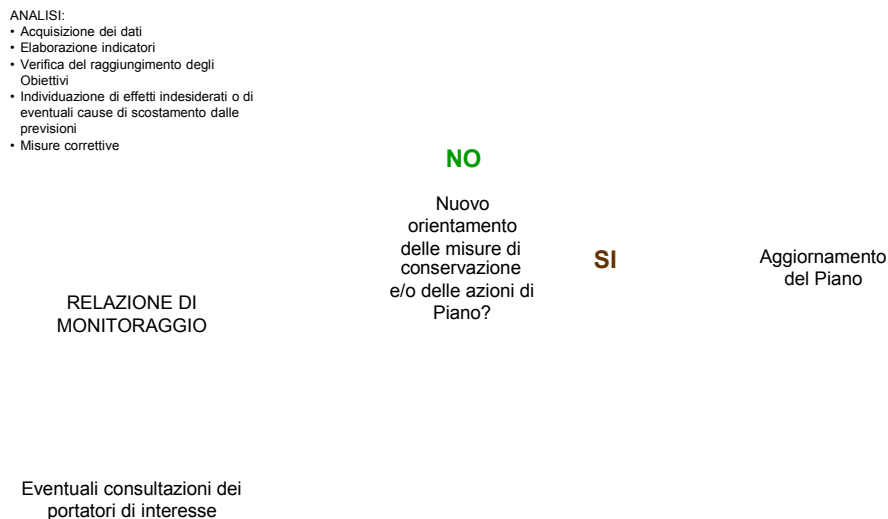 ANALISI:
• Acquisizione dei dati
• Elaborazione indicatori
• Verifica del raggiungimento degli
Obiettivi
• Individuazione di effetti indesiderati o di
eventuali cause di scostamento dalle
previsioni
• Misure correttive
NO
Nuovo
orientamento
delle misure di
conservazione
e/o delle azioni di
Piano?
SI
Aggiornamento
del Piano
RELAZIONE DI
MONITORAGGIO
Eventuali consultazioni dei
portatori di interesse